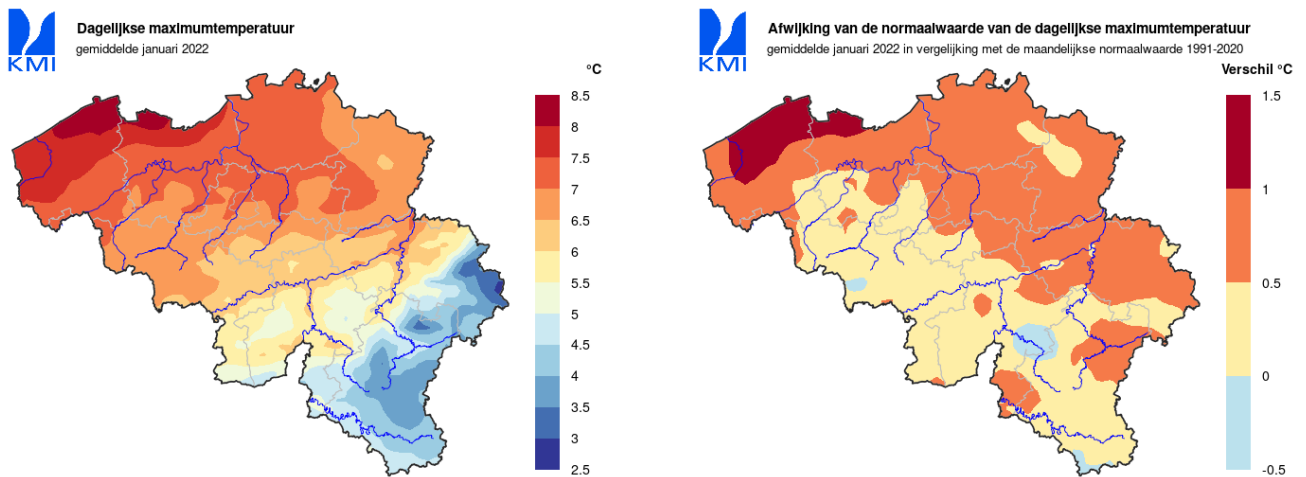 KMI
Dagelijkse maximumtemperatuur
gemiddelde januari 2022
°C
8.5
8
7.5
7
6.5
6
5.5
5
4.5
4
3.5
3
2.5
KMI
Afwijking van de normaalwaarde van de dagelijkse maximumtemperatuur
gemiddelde januari 2022 in vergelijking met de maandelijkse normaalwaarde 1991-2020
Verschil °C
1.5
1
0.5
0
-0.5